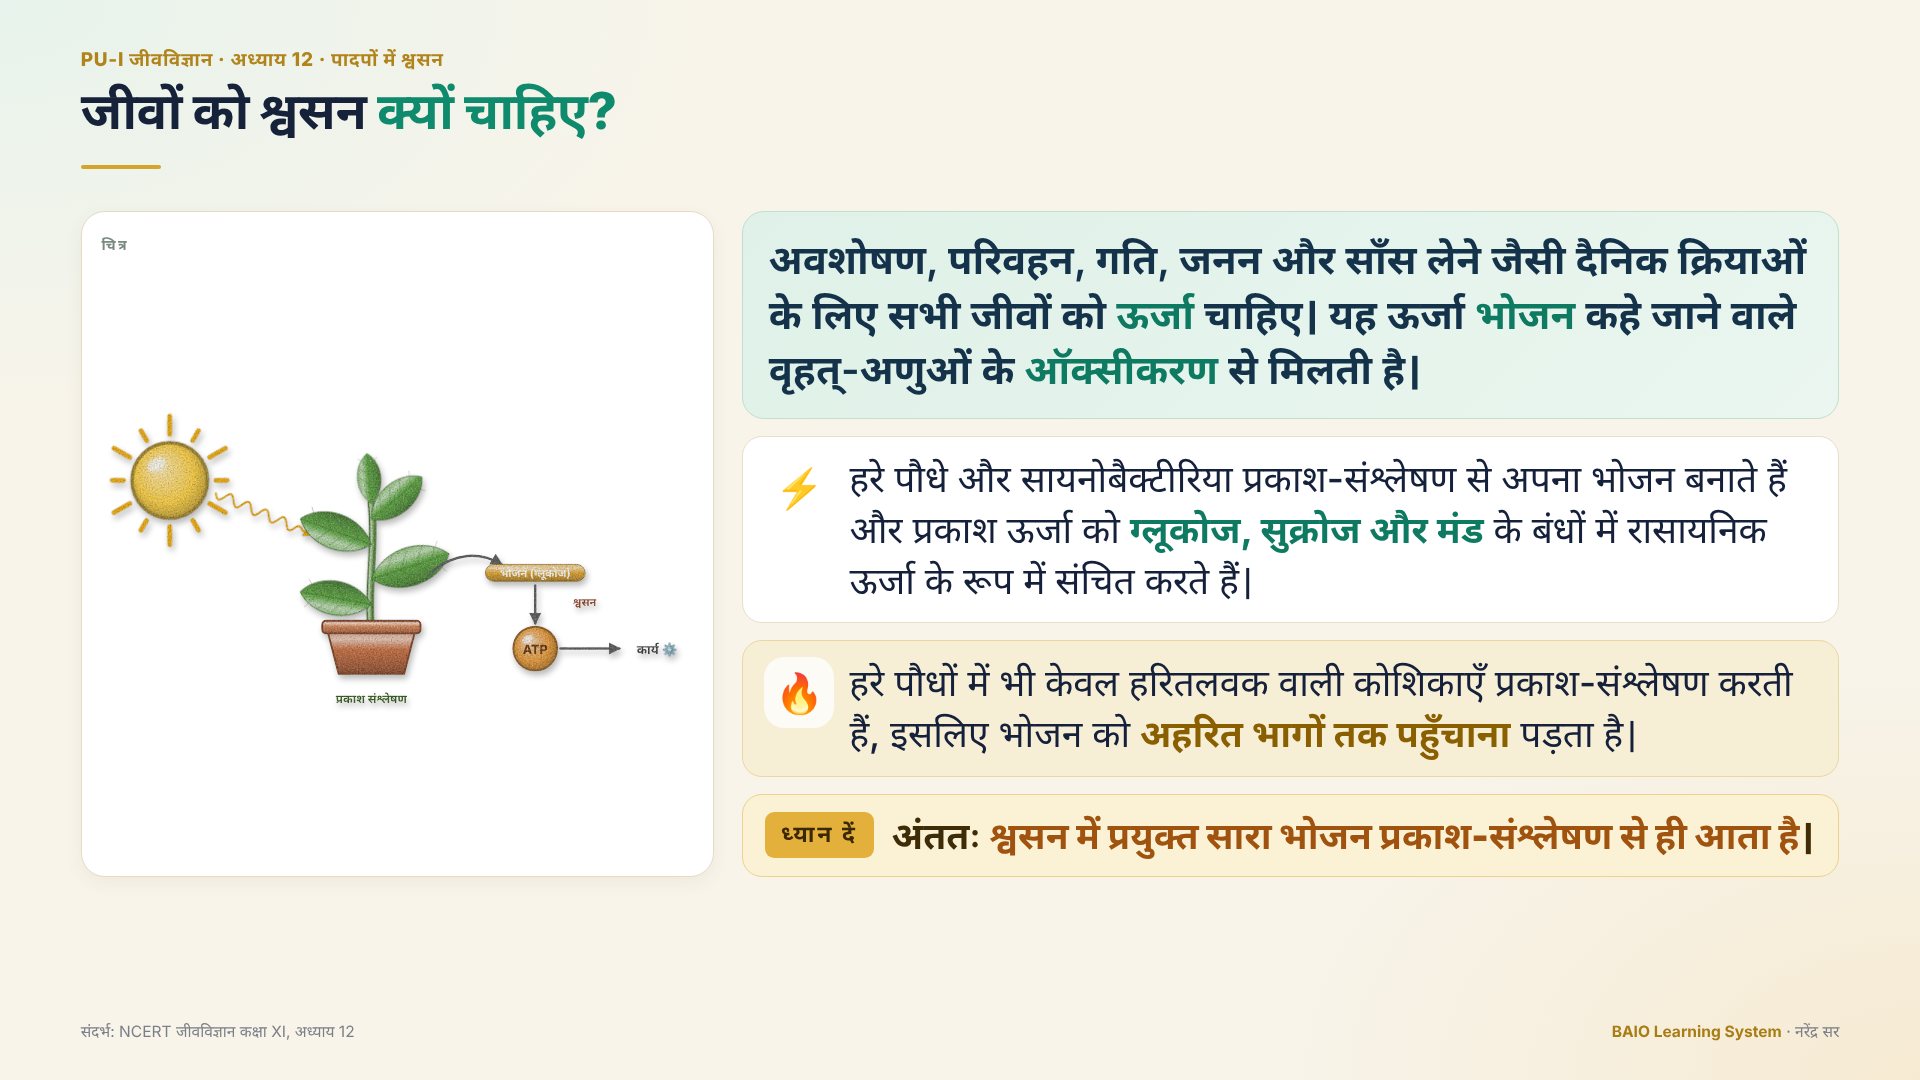 PU-I जीवविज्ञान · अध्याय 12 · पादपों में श्वसन
जीवों को श्वसन क्यों चाहिए?
चित्र
भोजन (ग्लूकोज)
श्वसन
ATP
कार्य
प्रकाश संश्लेषण
अवशोषण, परिवहन, गति, जनन और साँस लेने जैसी दैनिक क्रियाओं
के लिए सभी जीवों को ऊर्जा चाहिए| यह ऊर्जा भोजन कहे जाने वाले
वृहत्-अणुओं के ऑक्सीकरण से मिलती है|
हरे पौधे और सायनोबैक्टीरिया प्रकाश-संश्लेषण से अपना भोजन बनाते हैं
और प्रकाश ऊर्जा को ग्लूकोज, सुक्रोज और मंड के बंधों में रासायनिक
ऊर्जा के रूप में संचित करते हैं|
हरे पौधों में भी केवल हरितलवक वाली कोशिकाएँ प्रकाश-संश्लेषण करती
हैं, इसलिए भोजन को अहरित भागों तक पहुँचाना पड़ता है|
ध्यान दें अंततः श्वसन में प्रयुक्त सारा भोजन प्रकाश-संश्लेषण से ही आता है|
संदर्भ: NCERT जीवविज्ञान कक्षा XI, अध्याय 12
BAIO Learning System · नरेंद्र सर